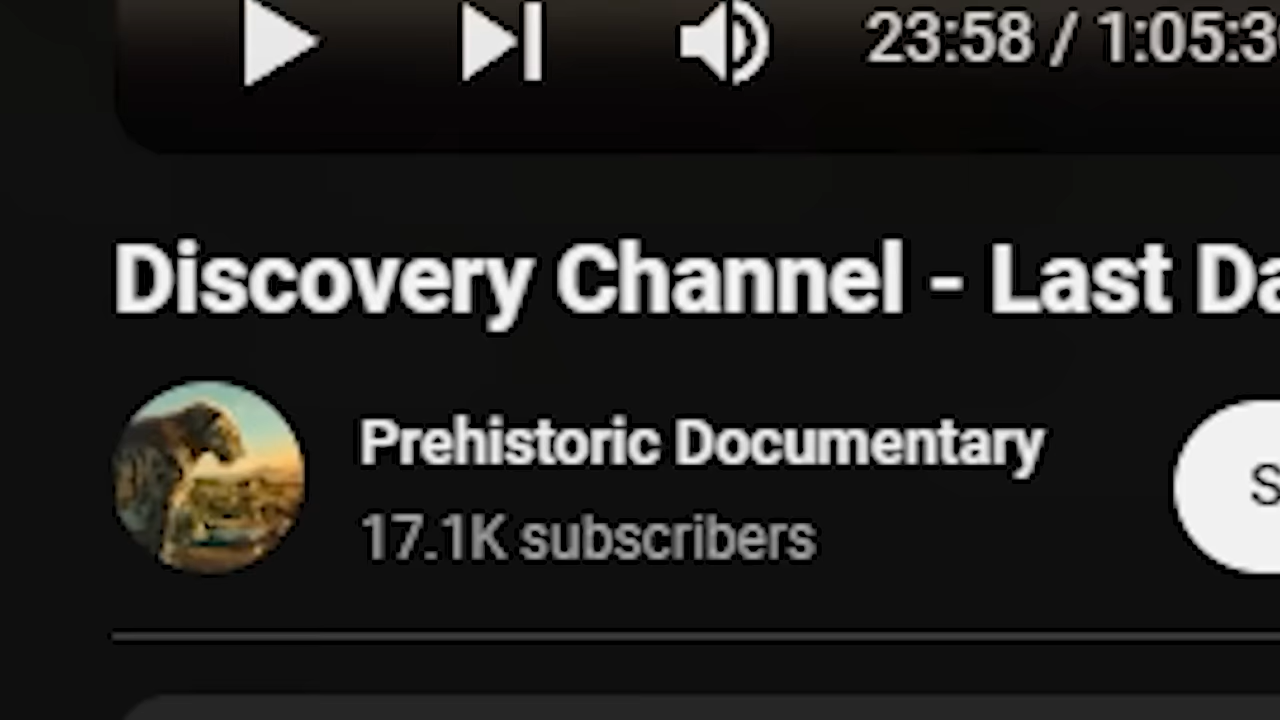 23:58 / 1:05:3
Discovery Channel - Last Da
Prehistoric Documentary
17.1K subscribers
S